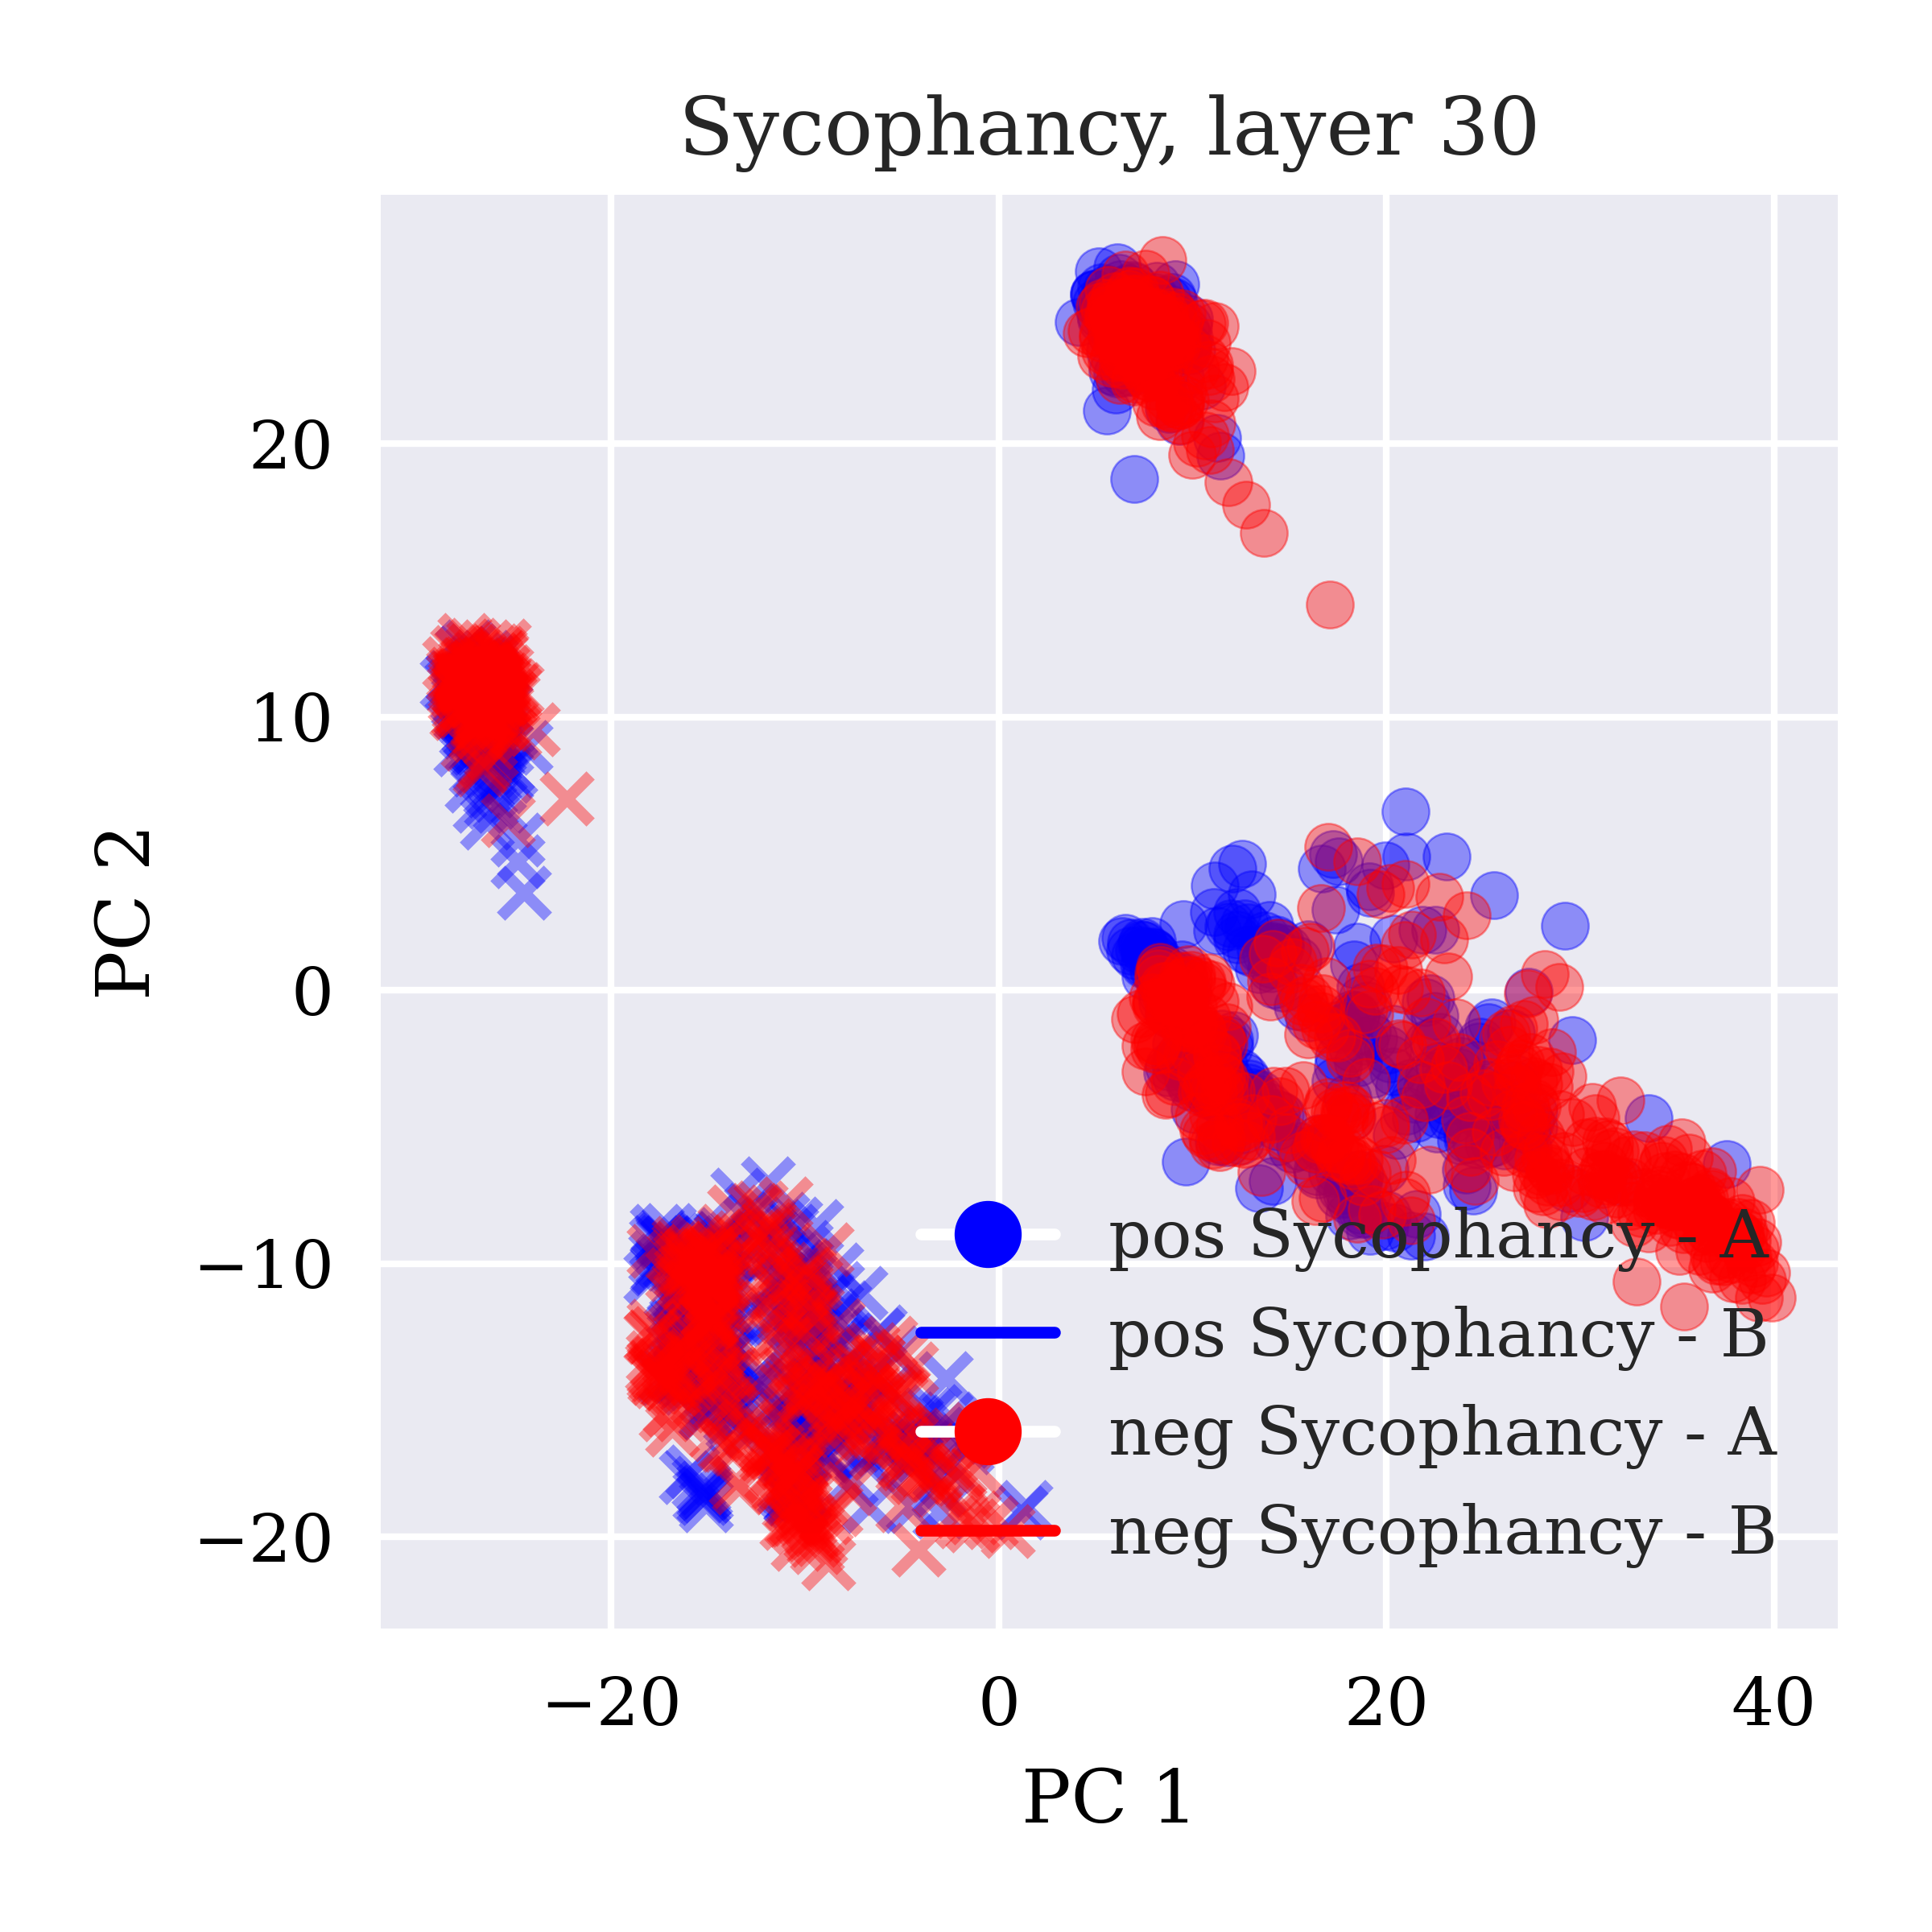 Sycophancy, layer 30
PC 2
20
10
0
−10
−20
pos Sycophancy - A
pos Sycophancy - B
neg Sycophancy - A
neg Sycophancy - B
−20 0 20 40
PC 1